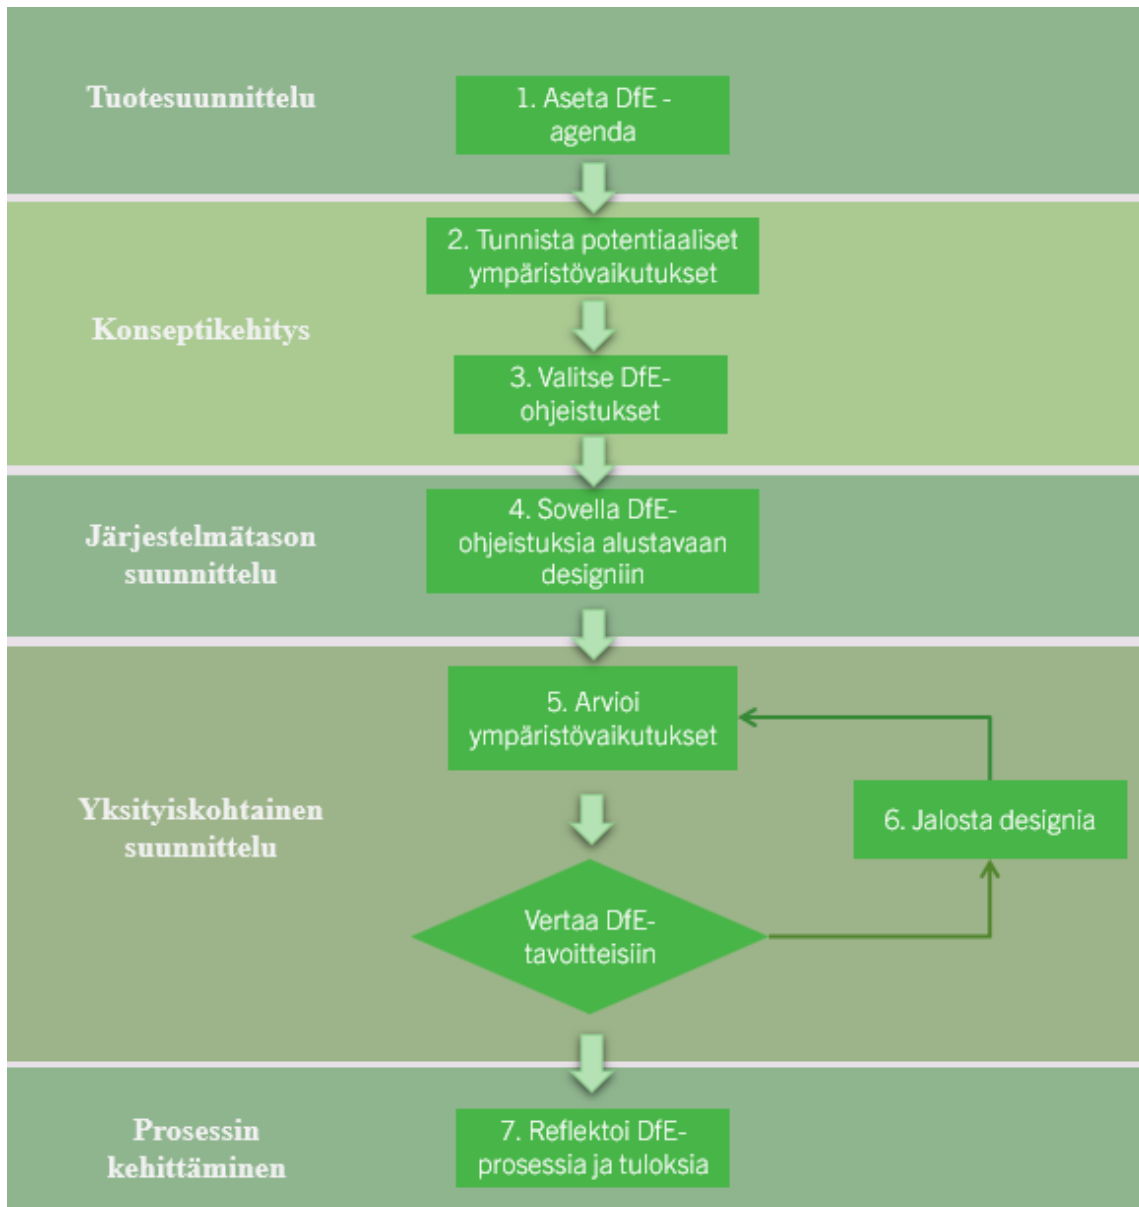 Tuotesuunnittelu
1. Aseta DfE -
agenda
2. Tunnista potentiaaliset
ympäristövaikutukset
Konseptikehitys
3. Valitse DfE-
ohjeistukset
Järjestelmätason
suunnittelu
4. Sovella DfE-
ohjeistuksia alustavaan
designiin
5. Arvioi
ympäristövaikutukset
Yksityiskohtainen
suunnittelu
6. Jalosta designia
Vertaa DfE-
tavoitteisiin
Prosessin
kehittäminen
7. Reflektoi DfE-
prosessia ja tuloksia